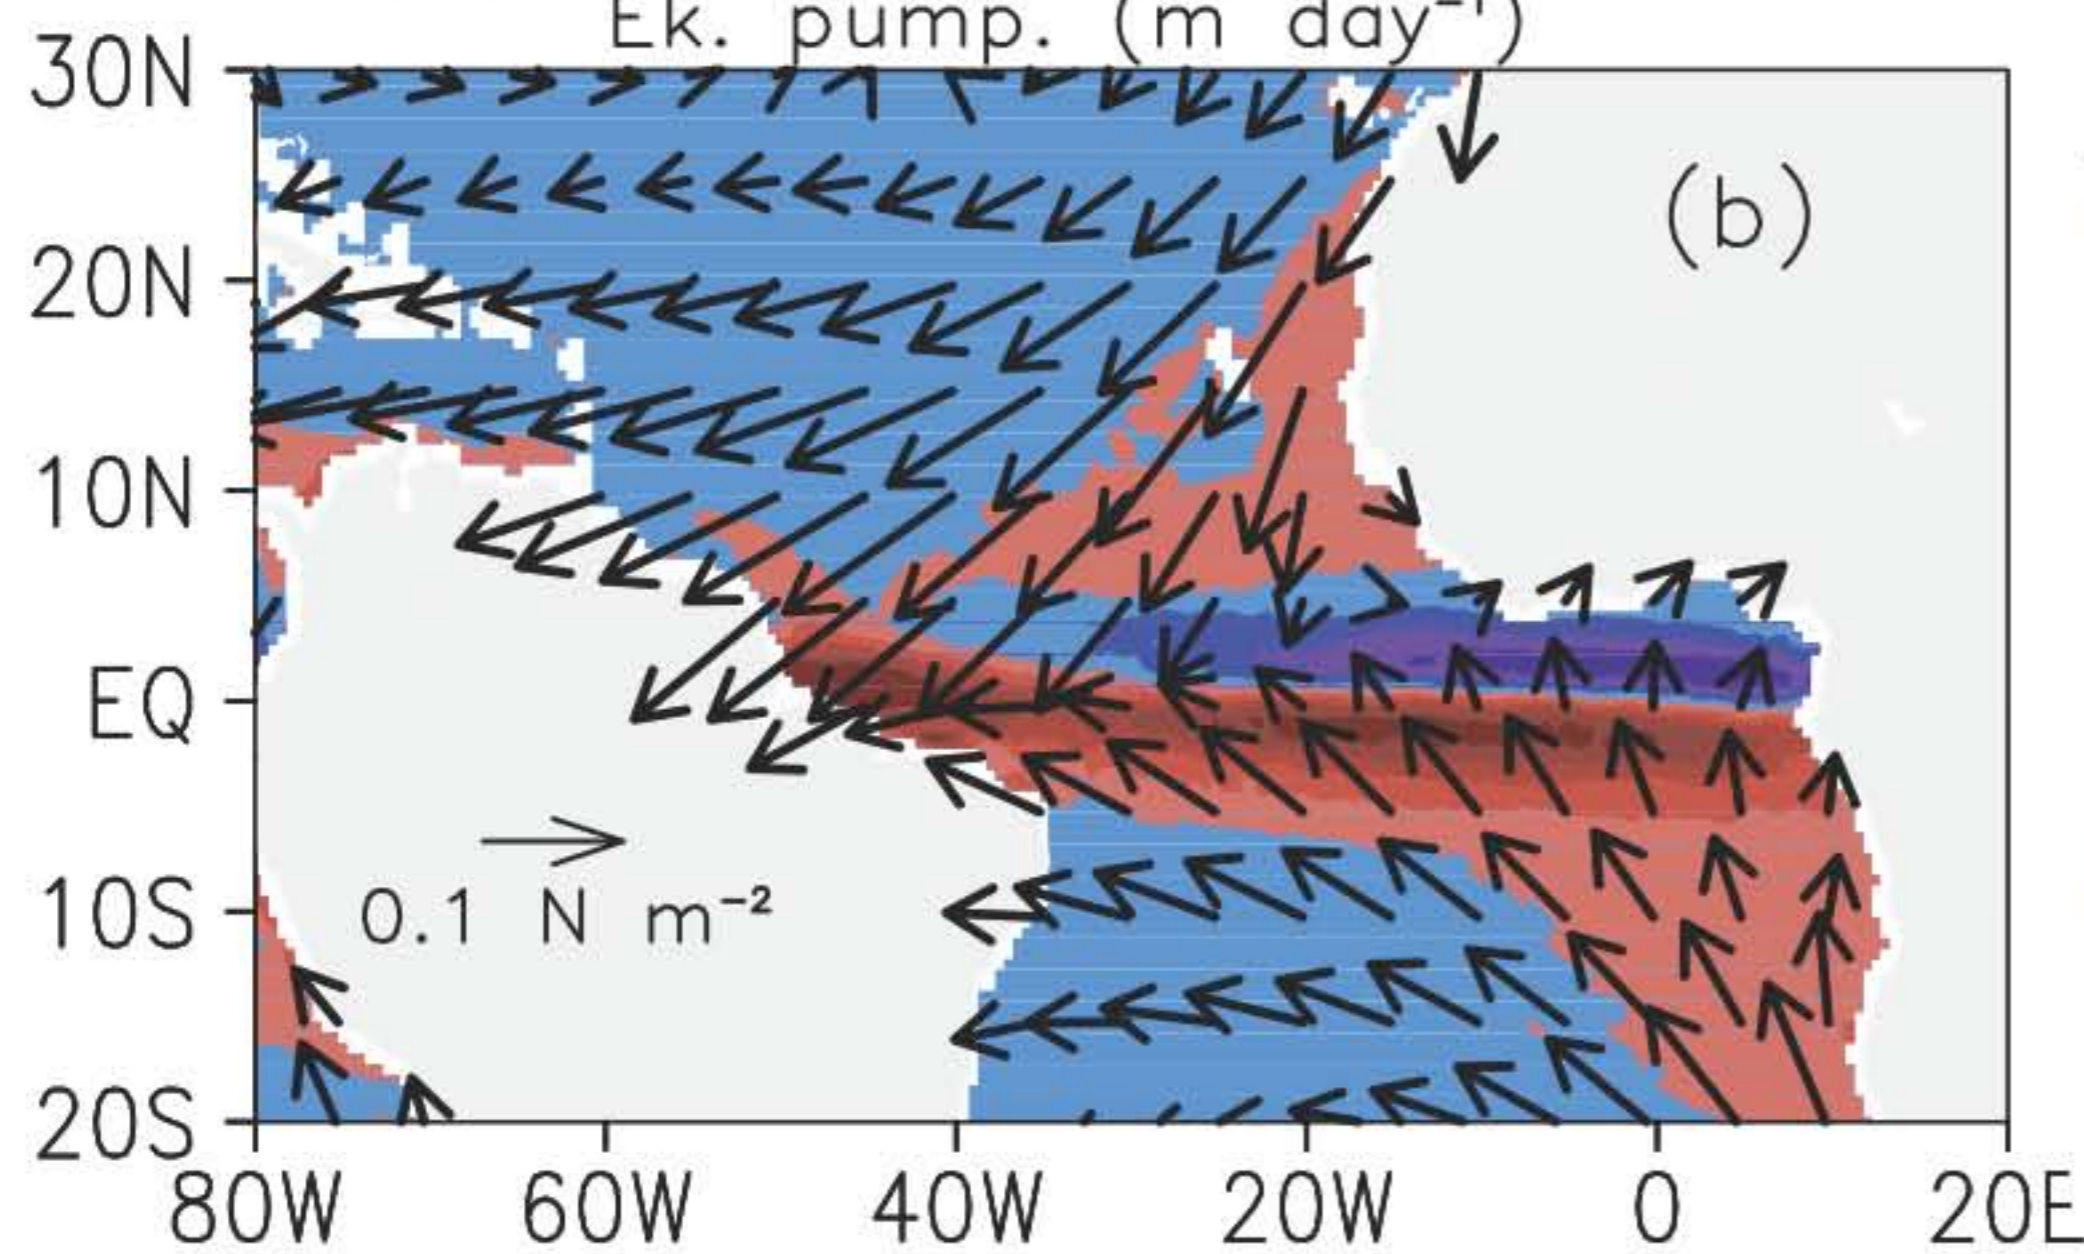 Ek. pump. (m day⁻¹)
30N
(b)
20N
10N
EQ
0.1 N m⁻²
10S
20S
80W 60W 40W 20W 0 20E